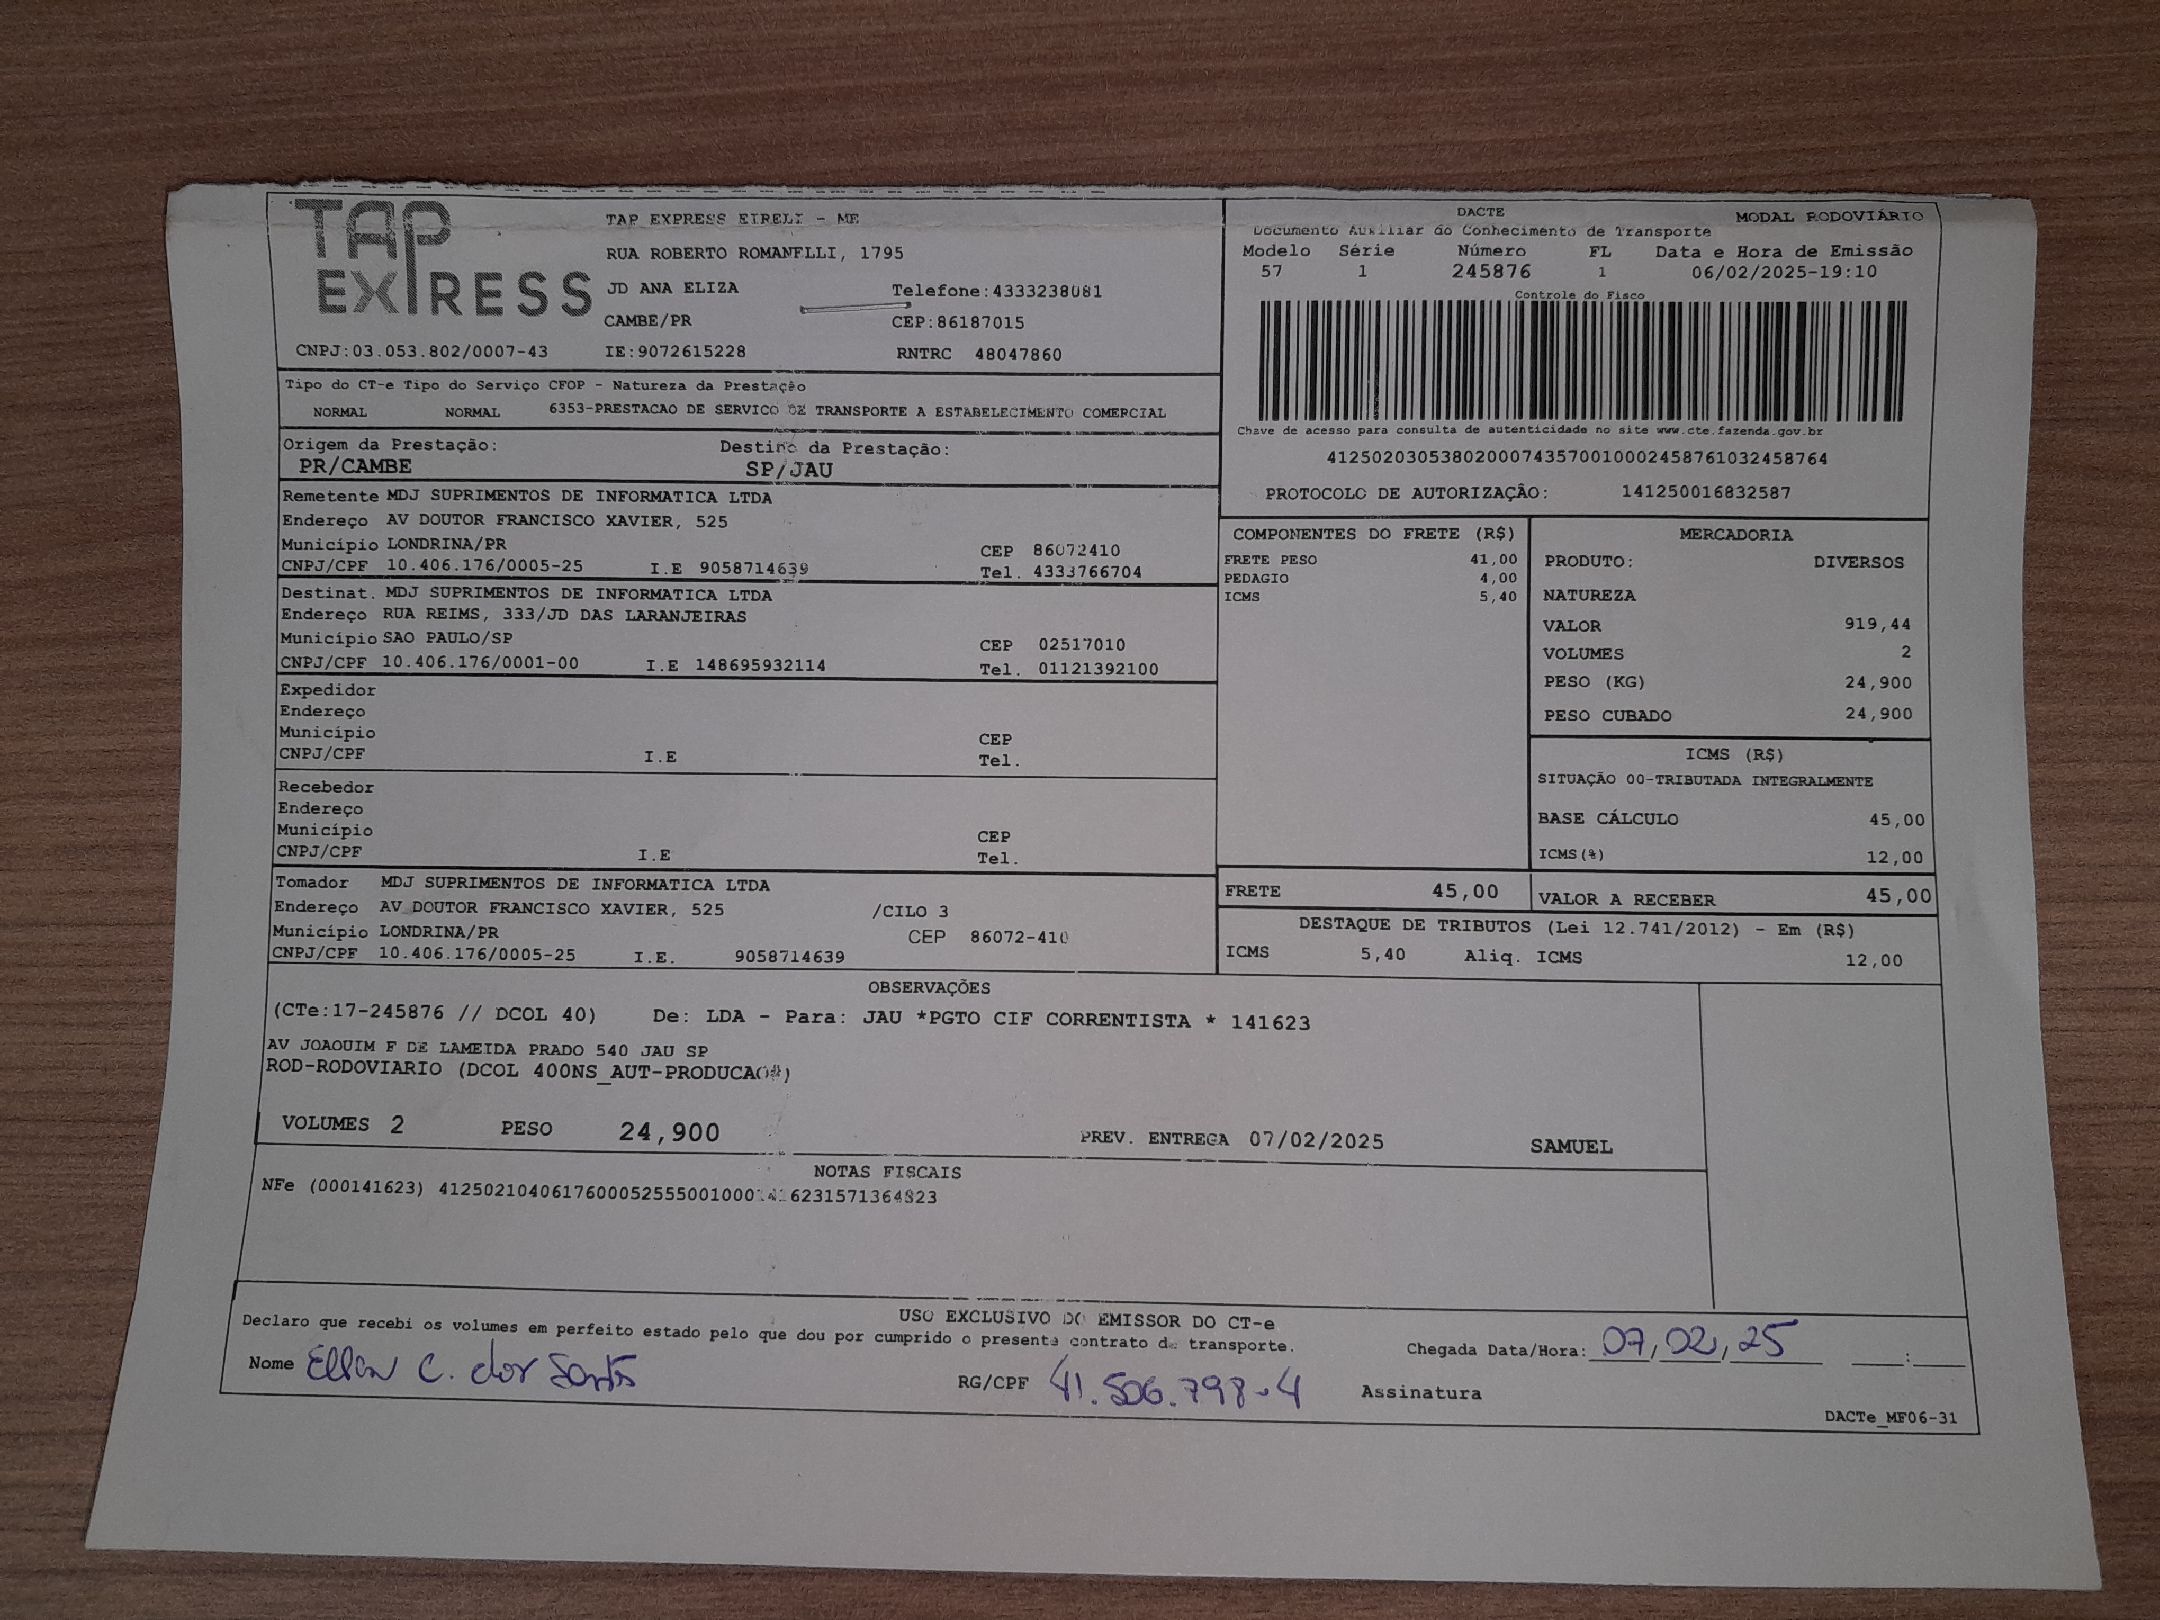 TAP
EXPRESS
TAP EXPRESS EIRELI - ME
RUA ROBERTO ROMANELLI, 1795
JD ANA ELIZA Telefone:4333238081
CAMBE/PR CEP:86187015
CNPJ:03.053.802/0007-43 IE:9072615228 RNTRC 48047860
DACTE MODAL RODOVIÁRIO
Documento Auxiliar do Conhecimento de Transporte
Modelo Série Número FL Data e Hora de Emissão
57 1 245876 1 06/02/2025-19:10
Controle do Fisco
Chave de acesso para consulta de autenticidade no site www.cte.fazenda.gov.br
41250203053802000743570010002458761032458764
PROTOCOLO DE AUTORIZAÇÃO: 141250016832587
Tipo do CT-e Tipo do Serviço CFOP - Natureza da Prestação
NORMAL NORMAL 6353-PRESTACAO DE SERVICO DE TRANSPORTE A ESTABELECIMENTO COMERCIAL
Origem da Prestação: Destino da Prestação:
PR/CAMBE SP/JAU
Remetente MDJ SUPRIMENTOS DE INFORMATICA LTDA
Endereço AV DOUTOR FRANCISCO XAVIER, 525
Município LONDRINA/PR CEP 86072410
CNPJ/CPF 10.406.176/0005-25 I.E 9058714639 Tel. 4333766704
Destinat. MDJ SUPRIMENTOS DE INFORMATICA LTDA
Endereço RUA REIMS, 333/JD DAS LARANJEIRAS
Município SAO PAULO/SP CEP 02517010
CNPJ/CPF 10.406.176/0001-00 I.E 148695932114 Tel. 01121392100
Expedidor
Endereço
Município CEP
CNPJ/CPF I.E Tel.
Recebedor
Endereço
Município CEP
CNPJ/CPF I.E Tel.
Tomador MDJ SUPRIMENTOS DE INFORMATICA LTDA
Endereço AV DOUTOR FRANCISCO XAVIER, 525 /CILO 3
Município LONDRINA/PR CEP 86072-410
CNPJ/CPF 10.406.176/0005-25 I.E. 9058714639
COMPONENTES DO FRETE (R$)
FRETE PESO 41,00
PEDAGIO 4,00
ICMS 5,40
MERCADORIA
PRODUTO: DIVERSOS
NATUREZA
VALOR 919,44
VOLUMES 2
PESO (KG) 24,900
PESO CUBADO 24,900
ICMS (R$)
SITUAÇÃO 00-TRIBUTADA INTEGRALMENTE
BASE CÁLCULO 45,00
ICMS(%) 12,00
FRETE 45,00 VALOR A RECEBER 45,00
DESTAQUE DE TRIBUTOS (Lei 12.741/2012) - Em (R$)
ICMS 5,40 Aliq. ICMS 12,00
OBSERVAÇÕES
(CTe:17-245876 // DCOL 40) De: LDA - Para: JAU *PGTO CIF CORRENTISTA * 141623
AV JOAQUIM F DE LAMEIDA PRADO 540 JAU SP
ROD-RODOVIARIO (DCOL 400NS_AUT-PRODUCAO#)
VOLUMES 2 PESO 24,900 PREV. ENTREGA 07/02/2025 SAMUEL
NOTAS FISCAIS
NFe (000141623) 41250210406176000525550010001416231571364823
USO EXCLUSIVO DO EMISSOR DO CT-e
Declaro que recebi os volumes em perfeito estado pelo que dou por cumprido o presente contrato de transporte.
Chegada Data/Hora: 07/02/25 :
Nome Ellen C. dos Santos RG/CPF 41.506.798-4 Assinatura
DACTe_MF06-31